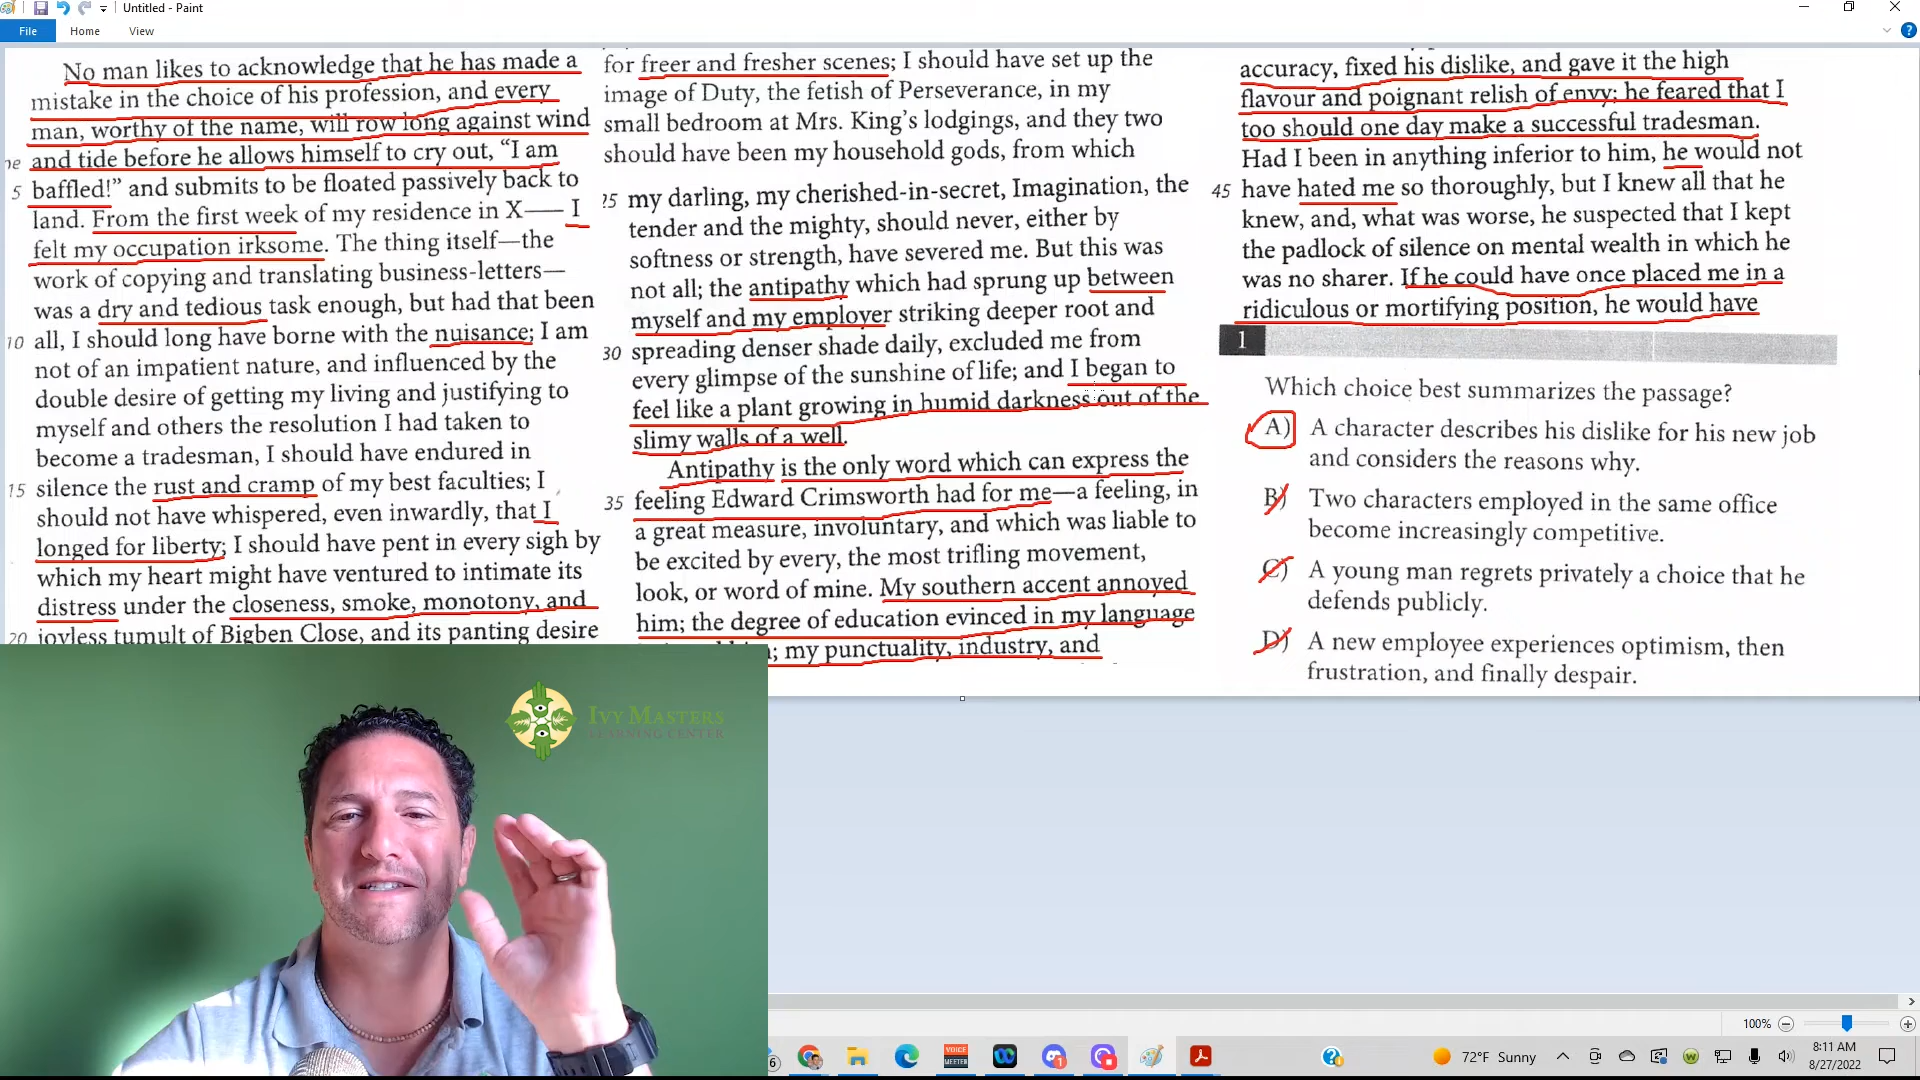 Untitled - Paint
File Home View
No man likes to acknowledge that he has made a
mistake in the choice of his profession, and every
man, worthy of the name, will row long against wind
and tide before he allows himself to cry out, “I am
5 baffled!” and submits to be floated passively back to
land. From the first week of my residence in X— I
felt my occupation irksome. The thing itself—the
work of copying and translating business-letters—
was a dry and tedious task enough, but had that been
10 all, I should long have borne with the nuisance; I am
not of an impatient nature, and influenced by the
double desire of getting my living and justifying to
myself and others the resolution I had taken to
become a tradesman, I should have endured in
15 silence the rust and cramp of my best faculties; I
should not have whispered, even inwardly, that I
longed for liberty; I should have pent in every sigh by
which my heart might have ventured to intimate its
distress under the closeness, smoke, monotony, and
20 joyless tumult of Bigben Close, and its panting desire
for freer and fresher scenes; I should have set up the
image of Duty, the fetish of Perseverance, in my
small bedroom at Mrs. King’s lodgings, and they two
should have been my household gods, from which
25 my darling, my cherished-in-secret, Imagination, the
tender and the mighty, should never, either by
softness or strength, have severed me. But this was
not all; the antipathy which had sprung up between
myself and my employer striking deeper root and
30 spreading denser shade daily, excluded me from
every glimpse of the sunshine of life; and I began to
feel like a plant growing in humid darkness out of the
slimy walls of a well.
Antipathy is the only word which can express the
35 feeling Edward Crimsworth had for me—a feeling, in
a great measure, involuntary, and which was liable to
be excited by every, the most trifling movement,
look, or word of mine. My southern accent annoyed
him; the degree of education evinced in my language
; my punctuality, industry, and
accuracy, fixed his dislike, and gave it the high
flavour and poignant relish of envy; he feared that I
too should one day make a successful tradesman.
Had I been in anything inferior to him, he would not
45 have hated me so thoroughly, but I knew all that he
knew, and, what was worse, he suspected that I kept
the padlock of silence on mental wealth in which he
was no sharer. If he could have once placed me in a
ridiculous or mortifying position, he would have
1
Which choice best summarizes the passage?
A) A character describes his dislike for his new job
and considers the reasons why.
B) Two characters employed in the same office
become increasingly competitive.
C) A young man regrets privately a choice that he
defends publicly.
D) A new employee experiences optimism, then
frustration, and finally despair.
IVY MASTERS
LEARNING CENTER
100%
VOICE
MEETER
72°F Sunny
8:11 AM
8/27/2022